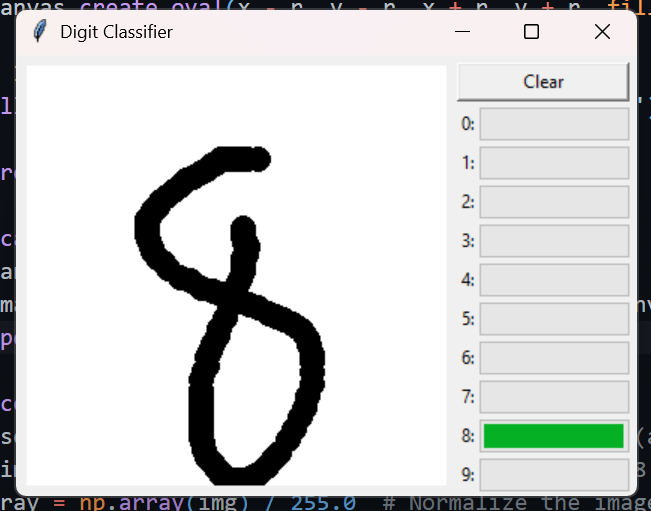 anvas.create_oval(x - r, y - r, x + r, y + r, fil
Digit Classifier
Clear
0:
1:
2:
3:
4:
5:
6:
7:
8:
9:
8
ray = np.array(img) / 255.0 # Normalize the image